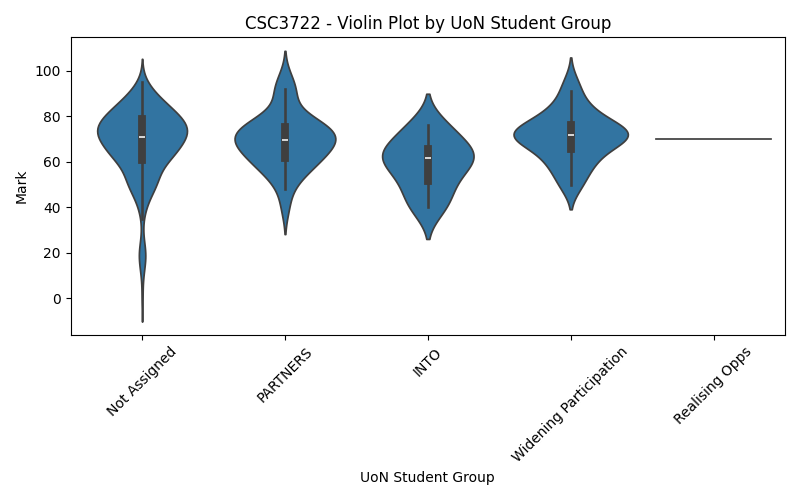 CSC3722 - Violin Plot by UoN Student Group
Mark
100
80
60
40
20
0
Not Assigned
PARTNERS
INTO
Widening Participation
Realising Opps
UoN Student Group